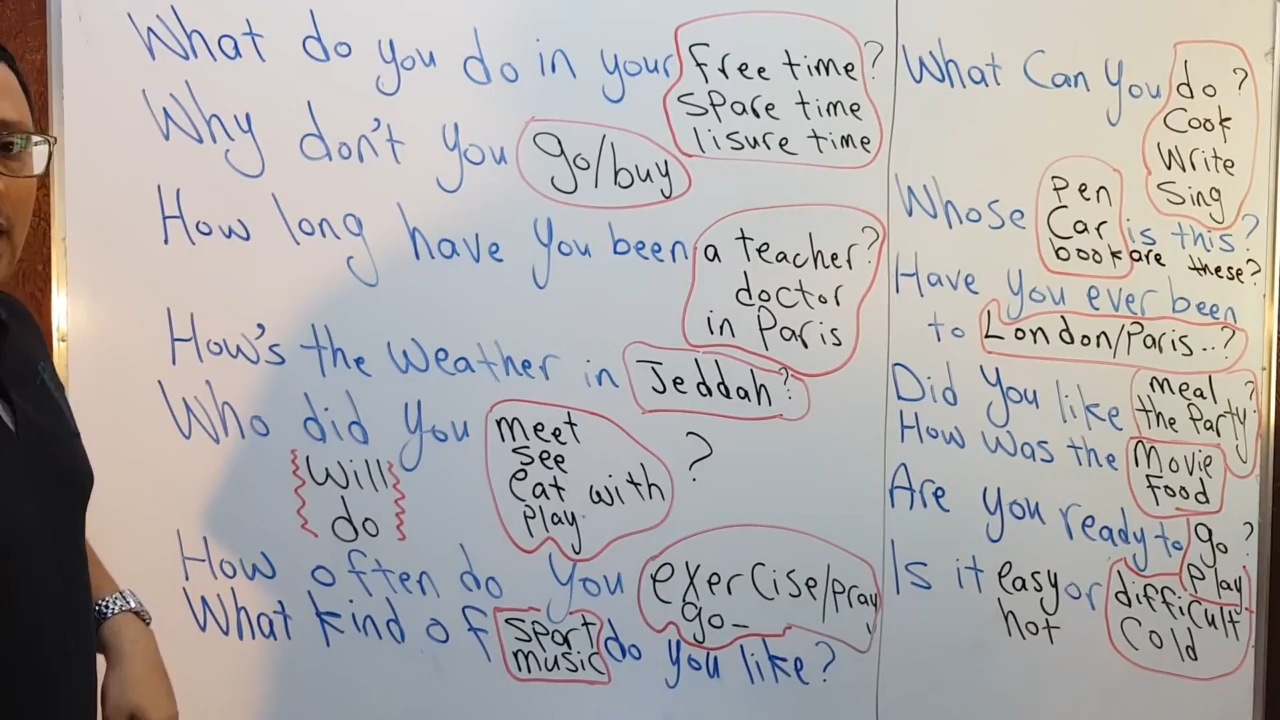 What do you do in your free time?
spare time
lisure time
Why don't you go/buy
How long have you been a teacher?
doctor
in Paris
How's the weather in Jeddah?
Who did you meet ?
see
Will eat with
do play
How often do you exercise/pray
go_
What kind of sport do you like?
music
What Can You do ?
Cook
Write
Sing
Whose pen
Car is this?
book are these?
Have you ever been
to London/Paris..?
Did You like meal ?
the Party
How was the Movie
food
Are you ready to go ?
play
Is it easy or difficult
hot Cold